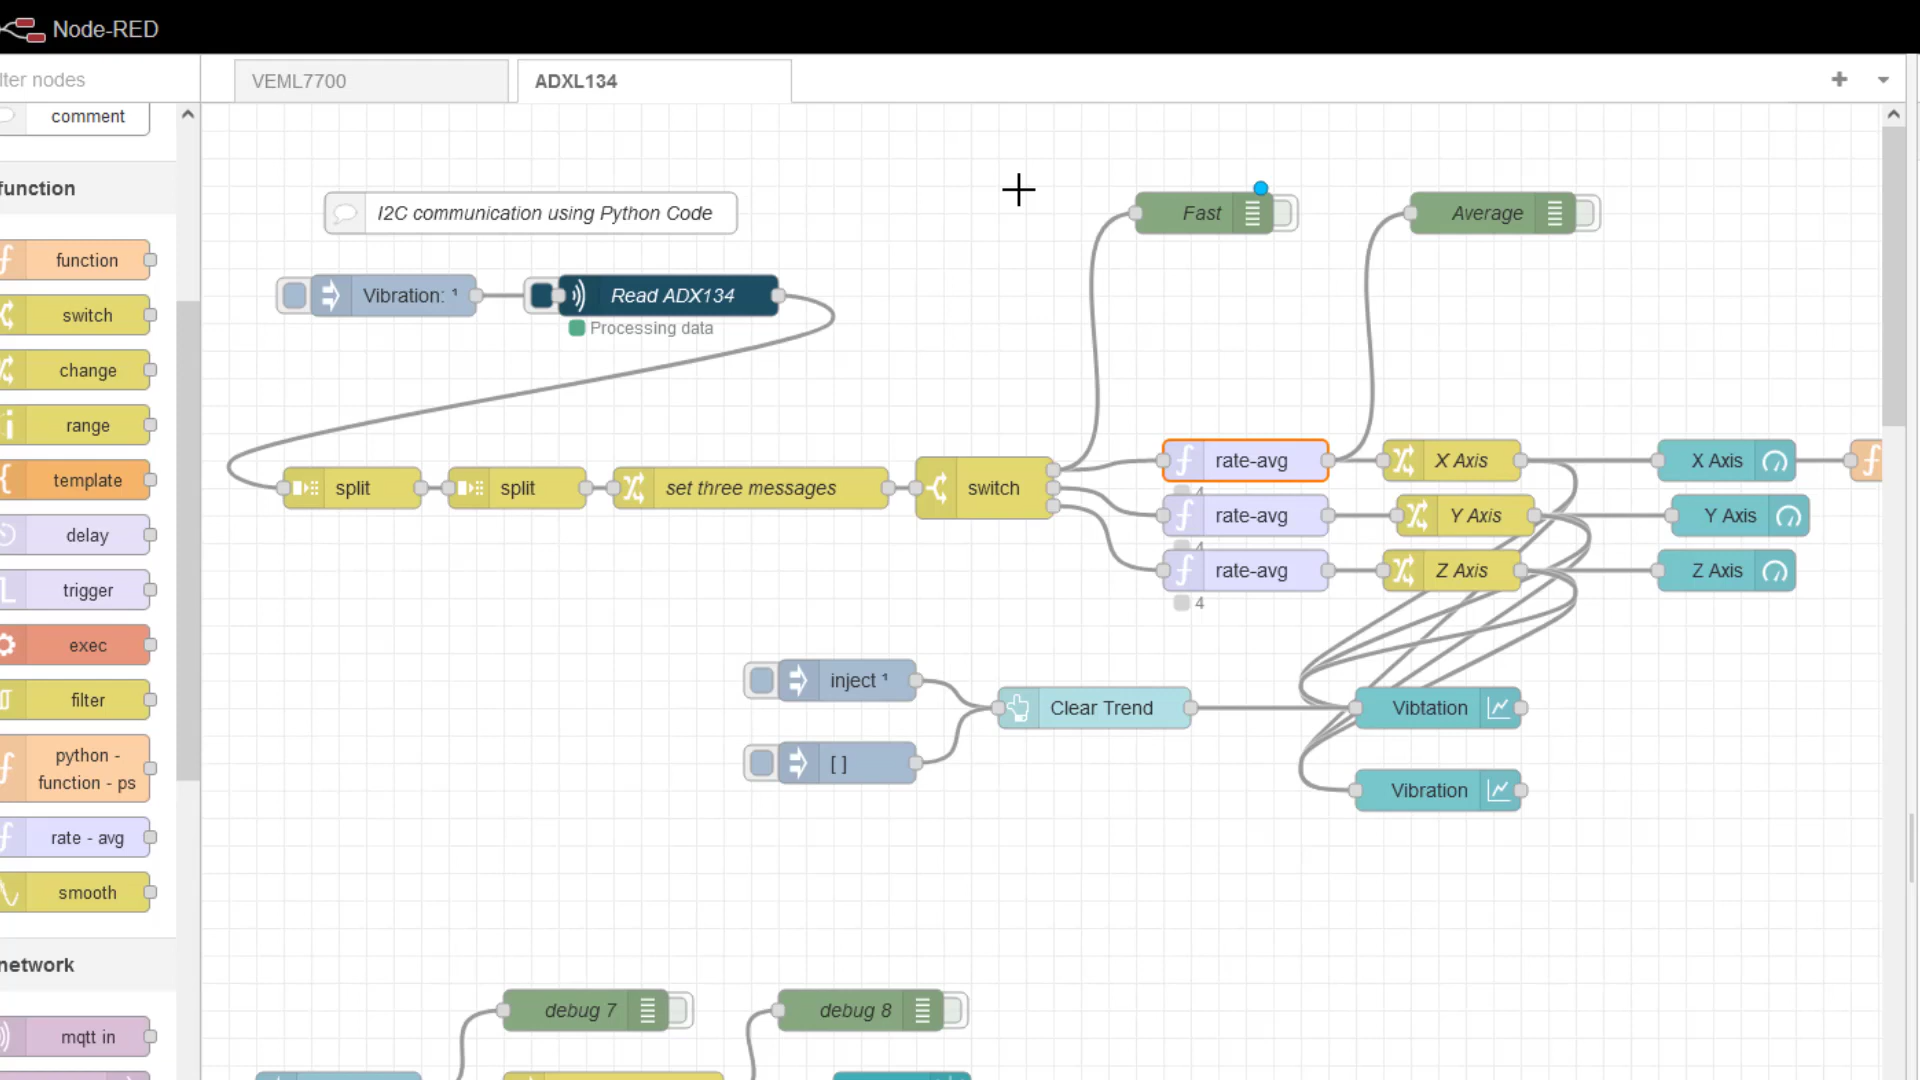 Node-RED
lter nodes
VEML7700
ADXL134
comment
function
function
switch
change
range
template
delay
trigger
exec
filter
python -
function - ps
rate - avg
smooth
network
mqtt in
I2C communication using Python Code
Fast
Average
Vibration: ¹
Read ADX134
Processing data
split
split
set three messages
switch
rate-avg
X Axis
X Axis
4
rate-avg
Y Axis
Y Axis
4
rate-avg
Z Axis
Z Axis
4
inject ¹
Clear Trend
Vibtation
[ ]
Vibration
debug 7
debug 8